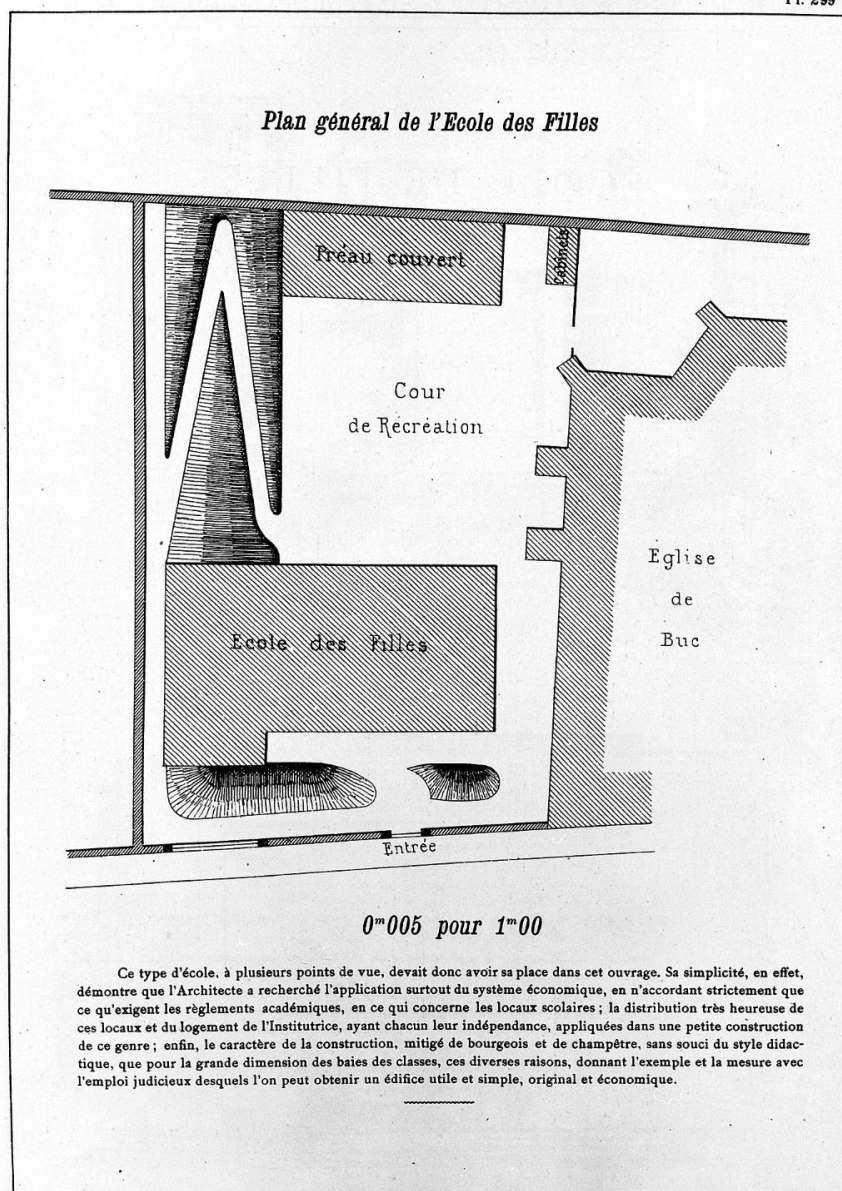 Pl. 299
Plan général de l'Ecole des Filles
Préau couvert
Cabinets
Cour
de Récréation
Eglise
de
Buc
Ecole des Filles
Entrée
0ᵐ005 pour 1ᵐ00
Ce type d'école, à plusieurs points de vue, devait donc avoir sa place dans cet ouvrage. Sa simplicité, en effet,
démontre que l'Architecte a recherché l'application surtout du système économique, en n'accordant strictement que
ce qu'exigent les règlements académiques, en ce qui concerne les locaux scolaires ; la distribution très heureuse de
ces locaux et du logement de l'Institutrice, ayant chacun leur indépendance, appliquées dans une petite construction
de ce genre ; enfin, le caractère de la construction, mitigé de bourgeois et de champêtre, sans souci du style didac-
tique, que pour la grande dimension des baies des classes, ces diverses raisons, donnant l'exemple et la mesure avec
l'emploi judicieux desquels l'on peut obtenir un édifice utile et simple, original et économique.